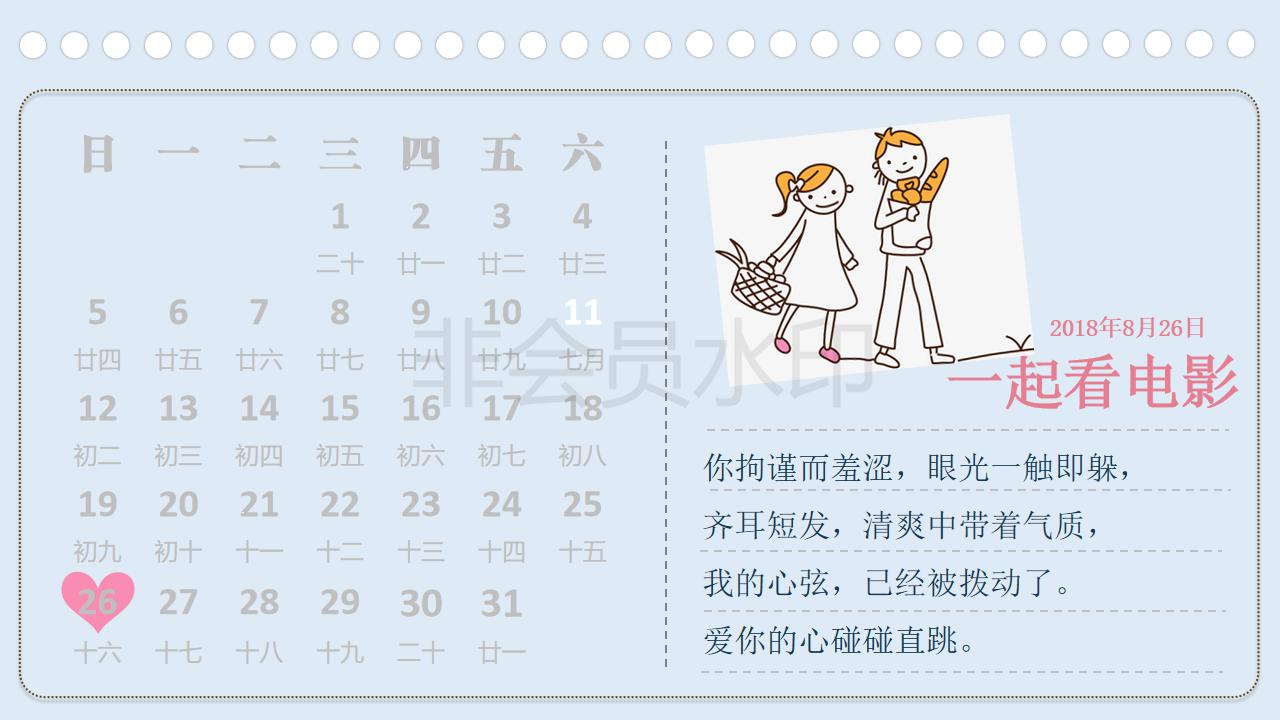 日 一 二 三 四 五 六
1 2 3 4
二十 廿一 廿二 廿三
5 6 7 8 9 10 11
廿四 廿五 廿六 廿七 廿八 廿九 七月
12 13 14 15 16 17 18
初二 初三 初四 初五 初六 初七 初八
19 20 21 22 23 24 25
初九 初十 十一 十二 十三 十四 十五
26 27 28 29 30 31
十六 十七 十八 十九 二十 廿一
非会员水印
2018年8月26日
一起看电影
你拘谨而羞涩，眼光一触即躲，
齐耳短发，清爽中带着气质，
我的心弦，已经被拨动了。
爱你的心碰碰直跳。